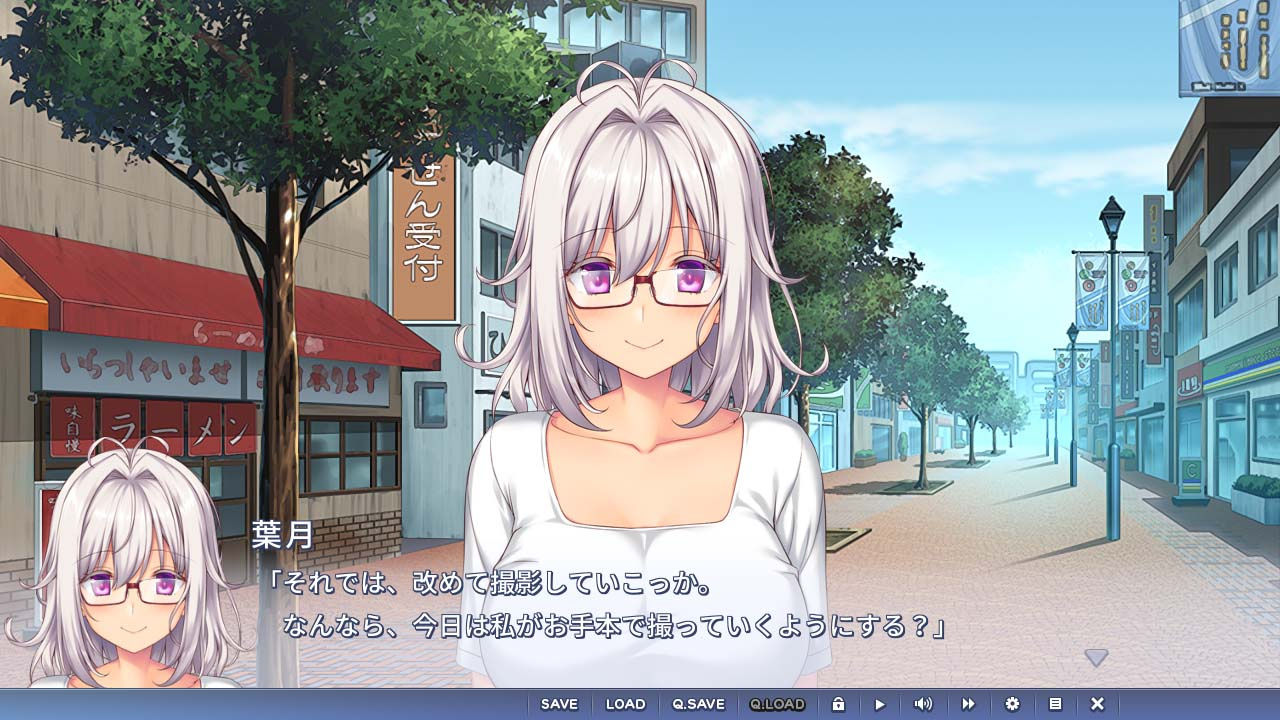 せん受付
いらっしゃいませ
味自慢
ラーメン
葉月
「それでは、改めて撮影していこっか。
なんなら、今日は私がお手本で撮っていくようにする？」
SAVE LOAD Q.SAVE Q.LOAD